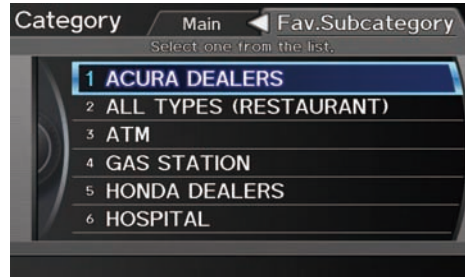 Category Main Fav.Subcategory
Select one from the list.
1 ACURA DEALERS
2 ALL TYPES (RESTAURANT)
3 ATM
4 GAS STATION
5 HONDA DEALERS
6 HOSPITAL